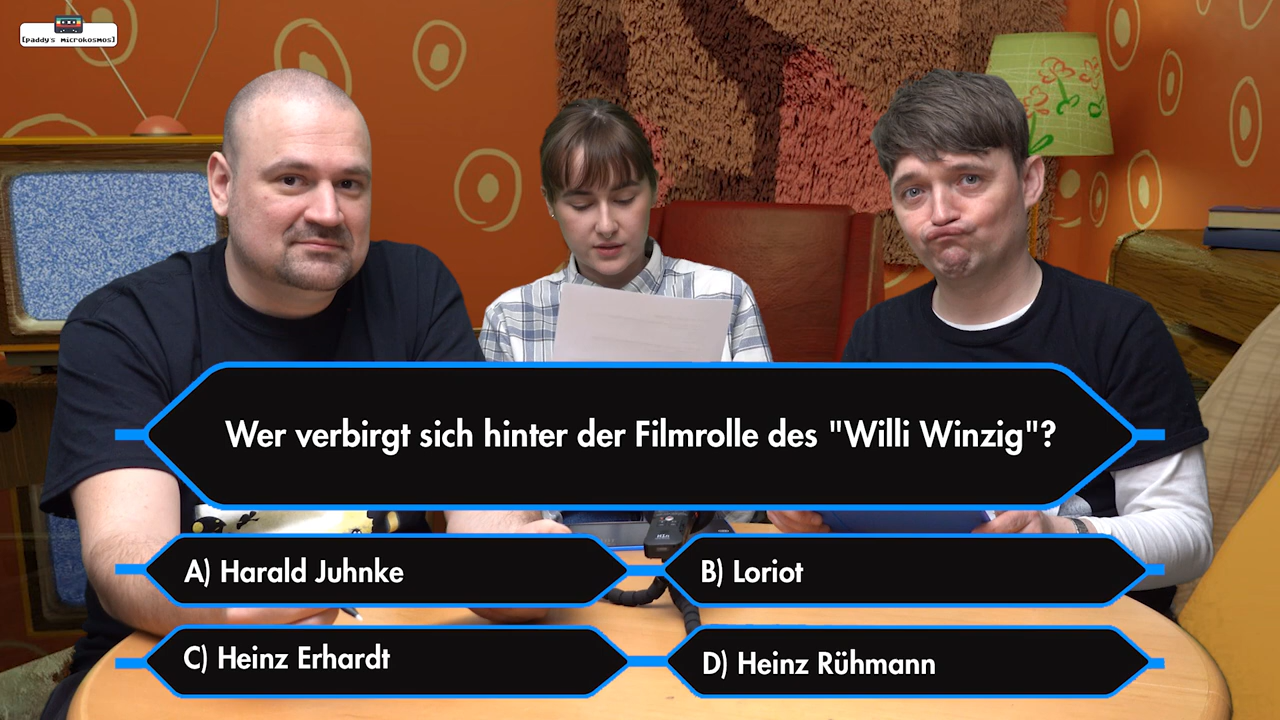 [paddy's microkosmos]
Wer verbirgt sich hinter der Filmrolle des "Willi Winzig"?
A) Harald Juhnke
B) Loriot
C) Heinz Erhardt
D) Heinz Rühmann